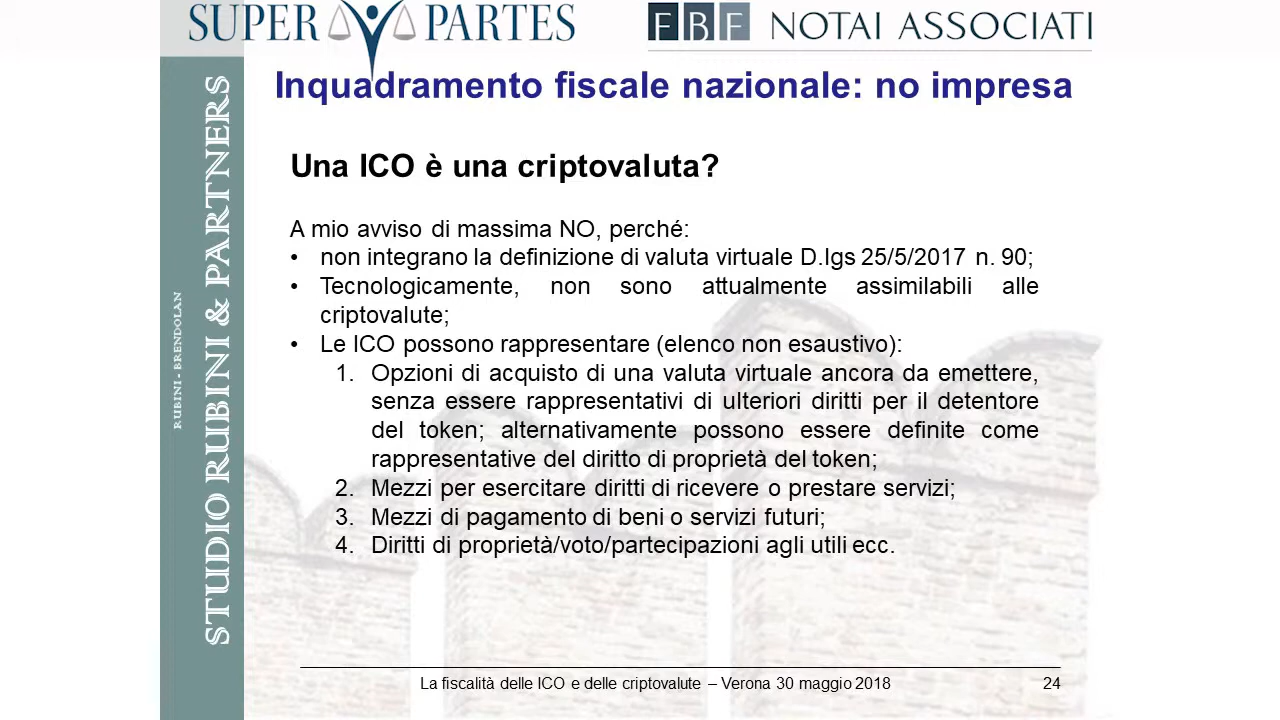 SUPER PARTES
FBF NOTAI ASSOCIATI
STUDIO RUBINI & PARTNERS
RUBINI - BRENDOLAN
Inquadramento fiscale nazionale: no impresa
Una ICO è una criptovaluta?
A mio avviso di massima NO, perché:
• non integrano la definizione di valuta virtuale D.lgs 25/5/2017 n. 90;
• Tecnologicamente, non sono attualmente assimilabili alle
criptovalute;
• Le ICO possono rappresentare (elenco non esaustivo):
1. Opzioni di acquisto di una valuta virtuale ancora da emettere,
senza essere rappresentativi di ulteriori diritti per il detentore
del token; alternativamente possono essere definite come
rappresentative del diritto di proprietà del token;
2. Mezzi per esercitare diritti di ricevere o prestare servizi;
3. Mezzi di pagamento di beni o servizi futuri;
4. Diritti di proprietà/voto/partecipazioni agli utili ecc.
La fiscalità delle ICO e delle criptovalute – Verona 30 maggio 2018
24